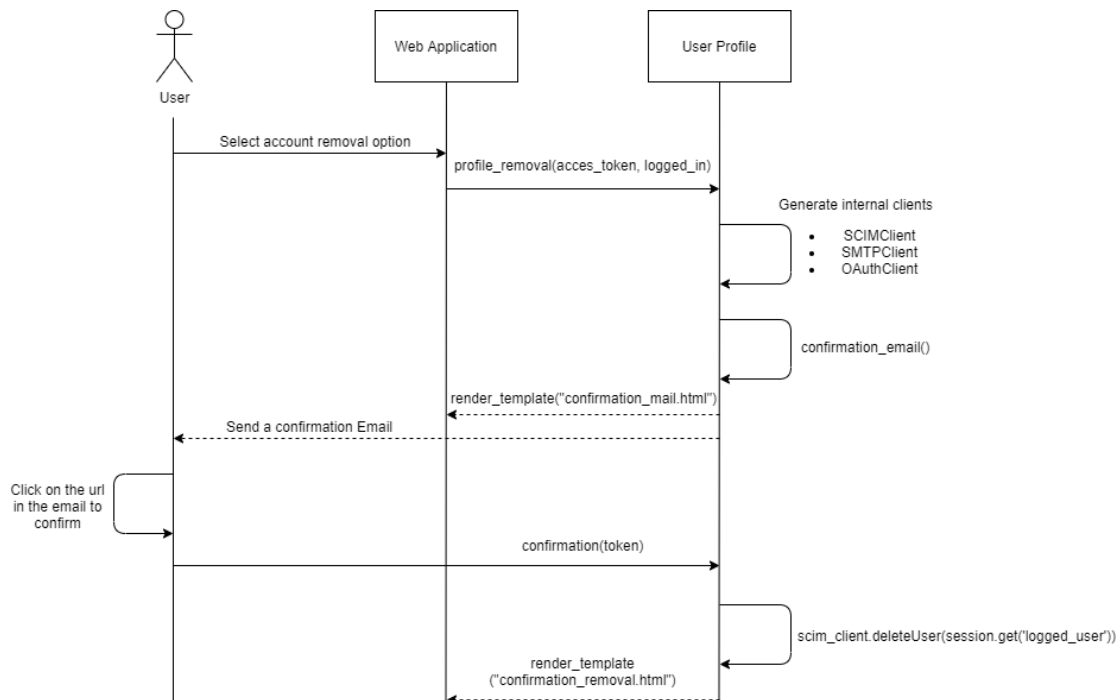 Web Application
User Profile
User
Select account removal option
profile_removal(acces_token, logged_in)
Generate internal clients
• SCIMClient
• SMTPClient
• OAuthClient
confirmation_email()
render_template("confirmation_mail.html")
Send a confirmation Email
Click on the url
in the email to
confirm
confirmation(token)
scim_client.deleteUser(session.get('logged_user'))
render_template
("confirmation_removal.html")